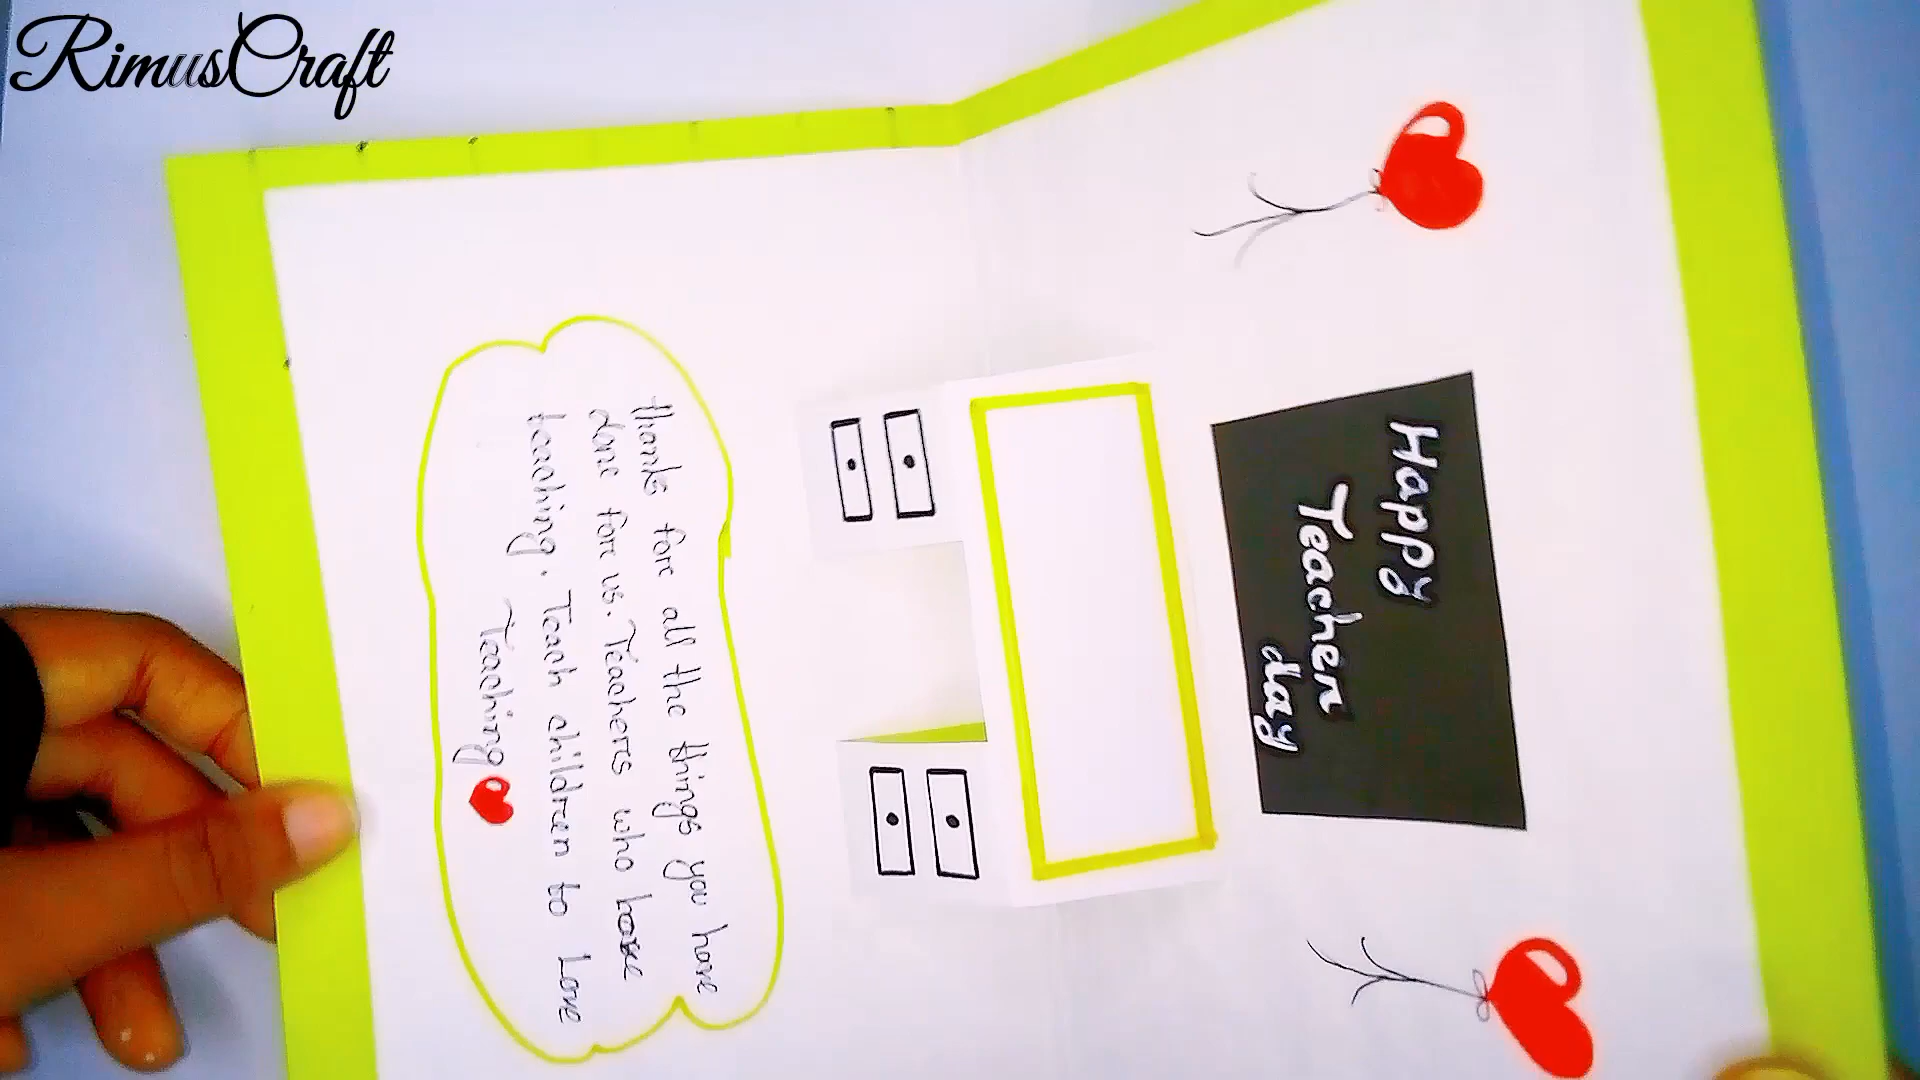 RimusCraft
Happy
Teacher
day
Thanks for all the things you have
done for us. Teachers who love
teaching. Teach children to Love
Teaching